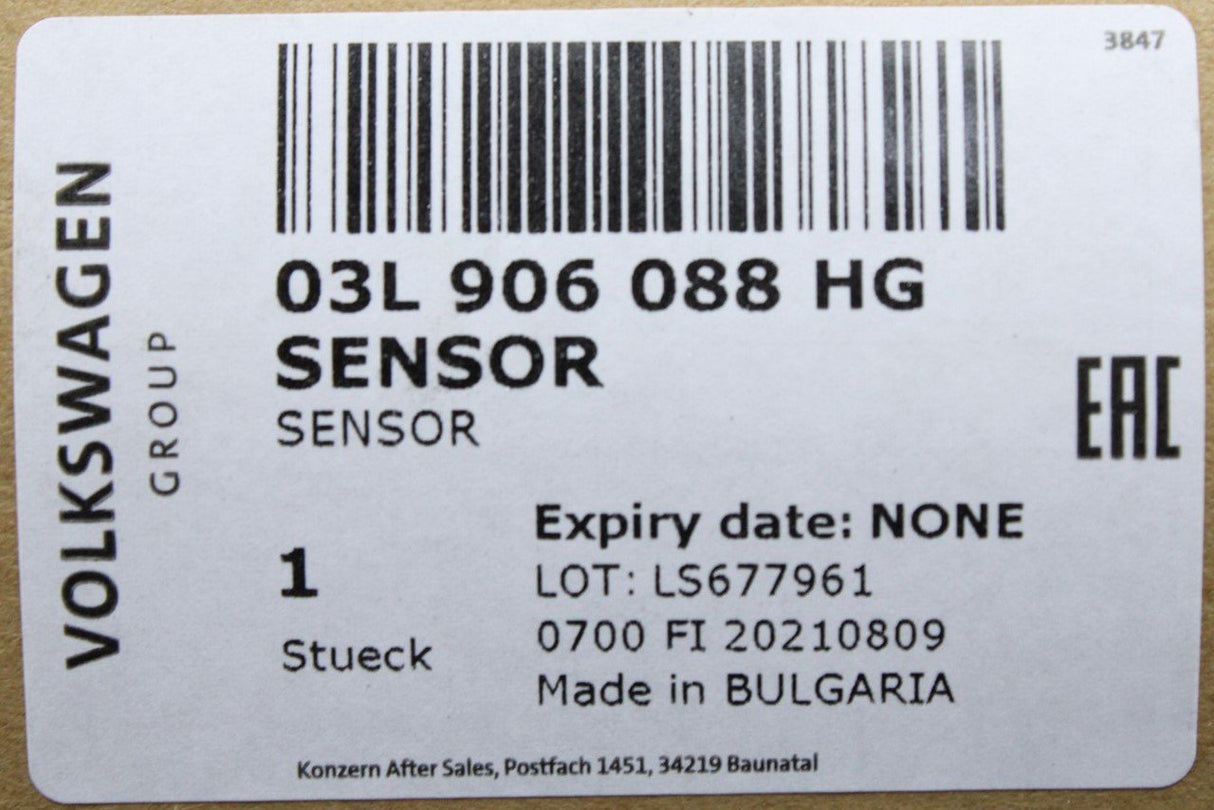 3847
VOLKSWAGEN
GROUP
03L 906 088 HG
SENSOR
SENSOR
EAC
1
Stueck
Expiry date: NONE
LOT: LS677961
0700 FI 20210809
Made in BULGARIA
Konzern After Sales, Postfach 1451, 34219 Baunatal